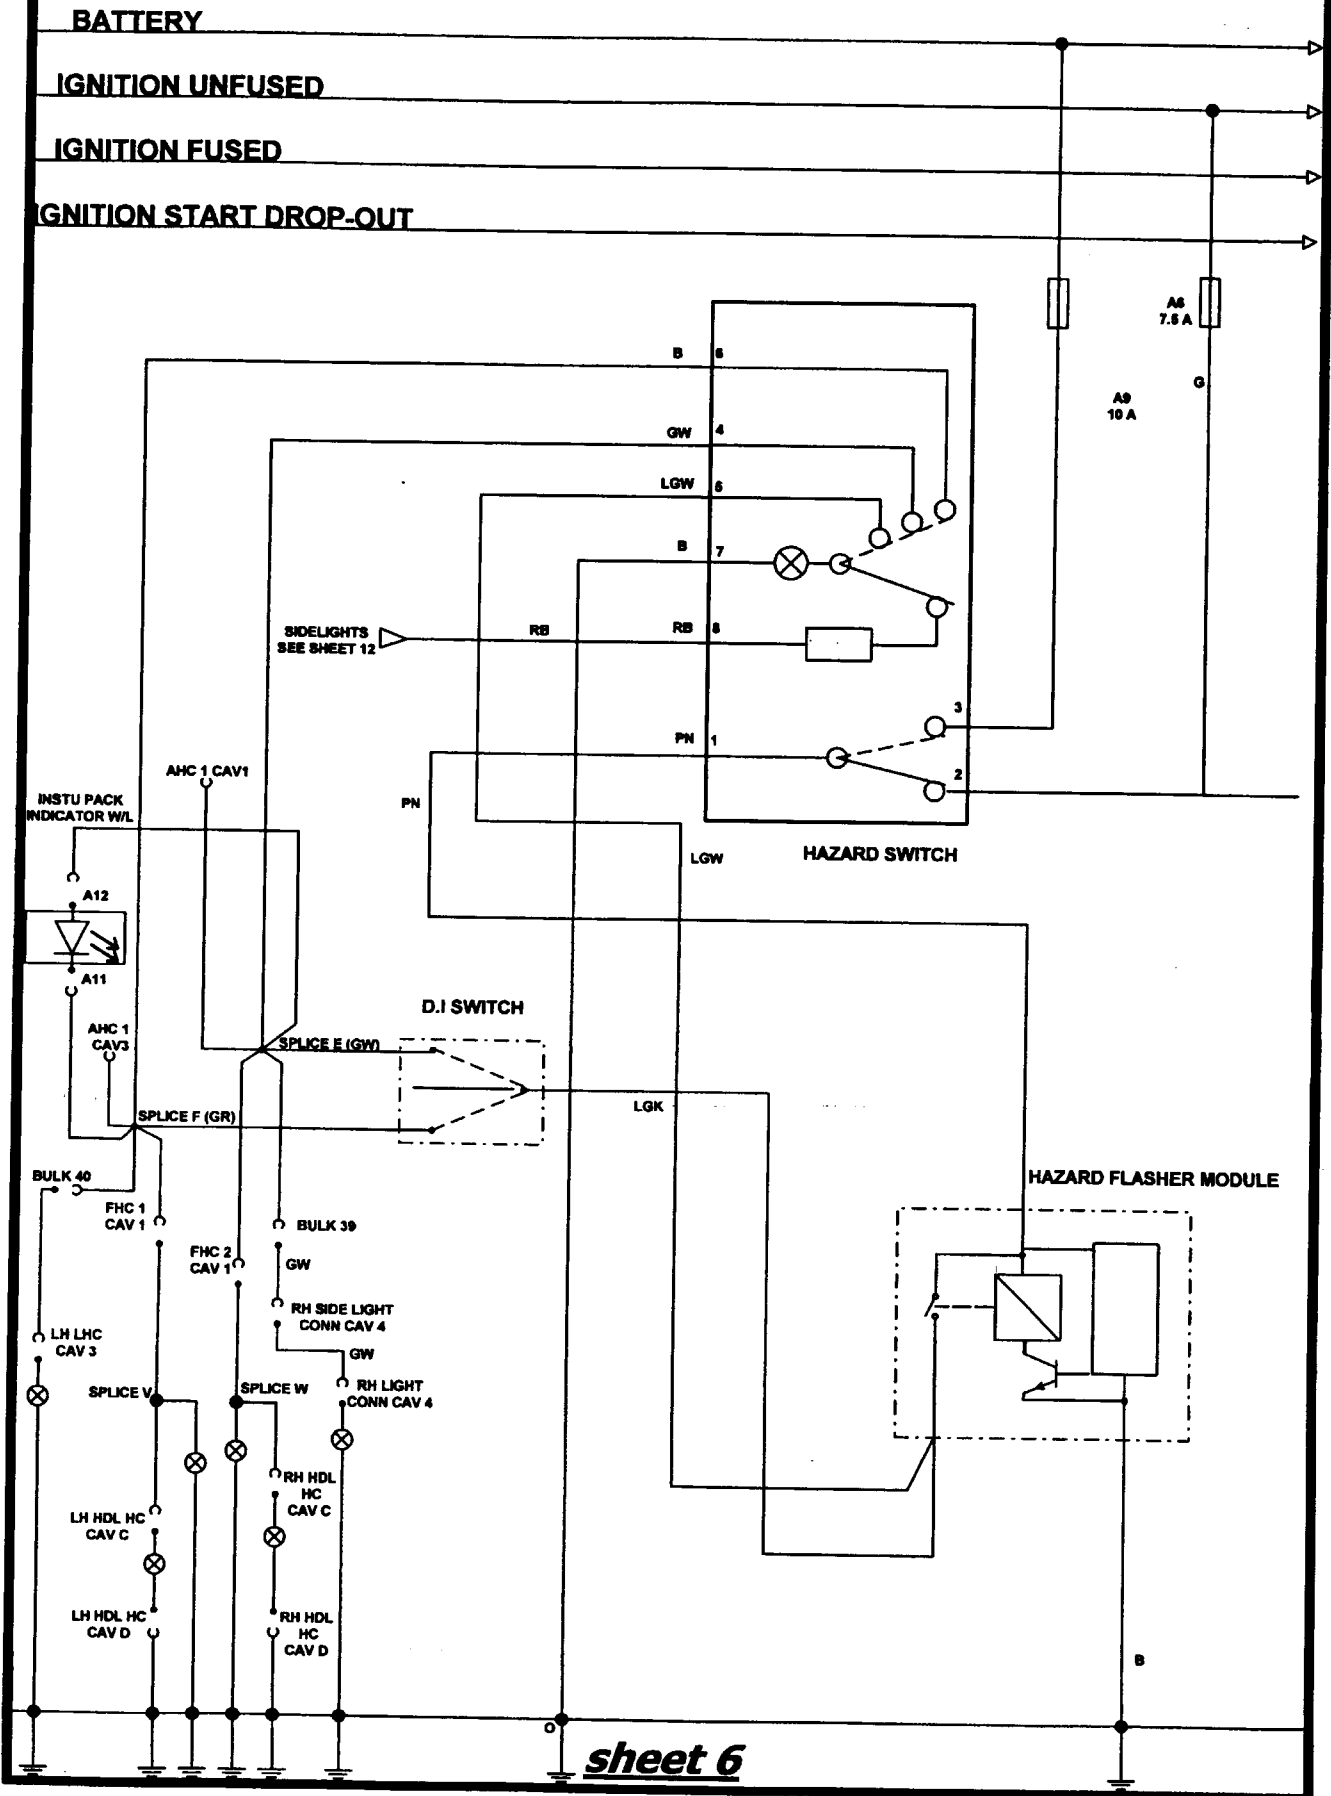 BATTERY
IGNITION UNFUSED
IGNITION FUSED
IGNITION START DROP-OUT
A6
7.5 A
G
A9
10 A
B
6
GW
4
LGW
5
B
7
SIDELIGHTS
SEE SHEET 12
RB
RB
8
3
PN
1
2
AHC 1 CAV1
INSTU PACK
INDICATOR W/L
PN
LGW
HAZARD SWITCH
A12
A11
D.I SWITCH
AHC 1
CAV3
SPLICE E (GW)
SPLICE F (GR)
LGK
BULK 40
HAZARD FLASHER MODULE
FHC 1
CAV 1
BULK 39
FHC 2
CAV 1
GW
RH SIDE LIGHT
CONN CAV 4
LH LHC
CAV 3
GW
SPLICE V
SPLICE W
RH LIGHT
CONN CAV 4
RH HDL
HC
CAV C
LH HDL HC
CAV C
LH HDL HC
CAV D
RH HDL
HC
CAV D
B
O
sheet 6